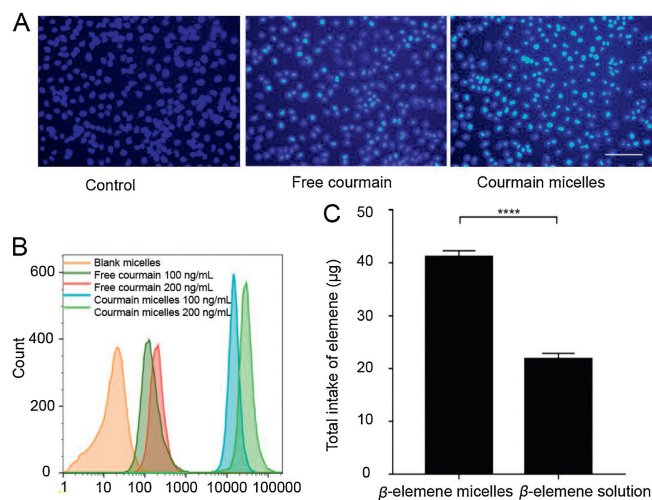 A
Control
Free courmain
Courmain micelles
B
600
400
200
0
Count
Blank micelles
Free courmain 100 ng/mL
Free courmain 200 ng/mL
Courmain micelles 100 ng/mL
Courmain micelles 200 ng/mL
1 10 100 1000 10000 100000
C
****
Total intake of elemene (μg)
50
40
30
20
10
0
β-elemene micelles
β-elemene solution